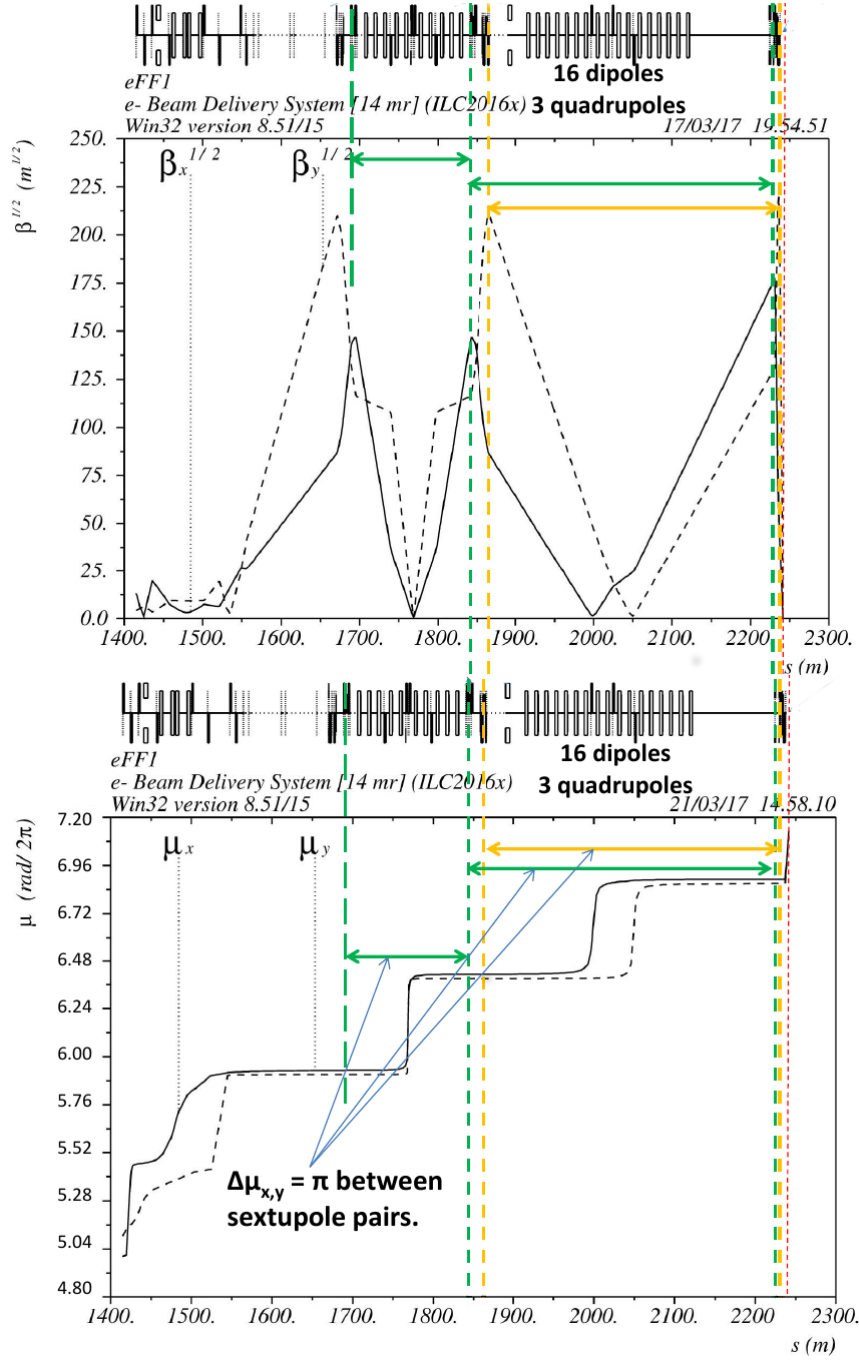 16 dipoles
eFF1
e- Beam Delivery System [14 mr] (ILC2016x) 3 quadrupoles
Win32 version 8.51/15 17/03/17 19.54.51
250.
βx 1/2 βy 1/2
225.
200.
175.
150.
125.
100.
75.
50.
25.
0.0
β 1/2 (m 1/2)
1400. 1500. 1600. 1700. 1800. 1900. 2000. 2100. 2200. 2300.
s (m)
16 dipoles
eFF1
e- Beam Delivery System [14 mr] (ILC2016x) 3 quadrupoles
Win32 version 8.51/15 21/03/17 14.58.10
7.20
μx μy
6.96
6.72
6.48
6.24
6.00
5.76
5.52
5.28
5.04
4.80
μ (rad/ 2π)
Δμx,y = π between
sextupole pairs.
1400. 1500. 1600. 1700. 1800. 1900. 2000. 2100. 2200. 2300.
s (m)